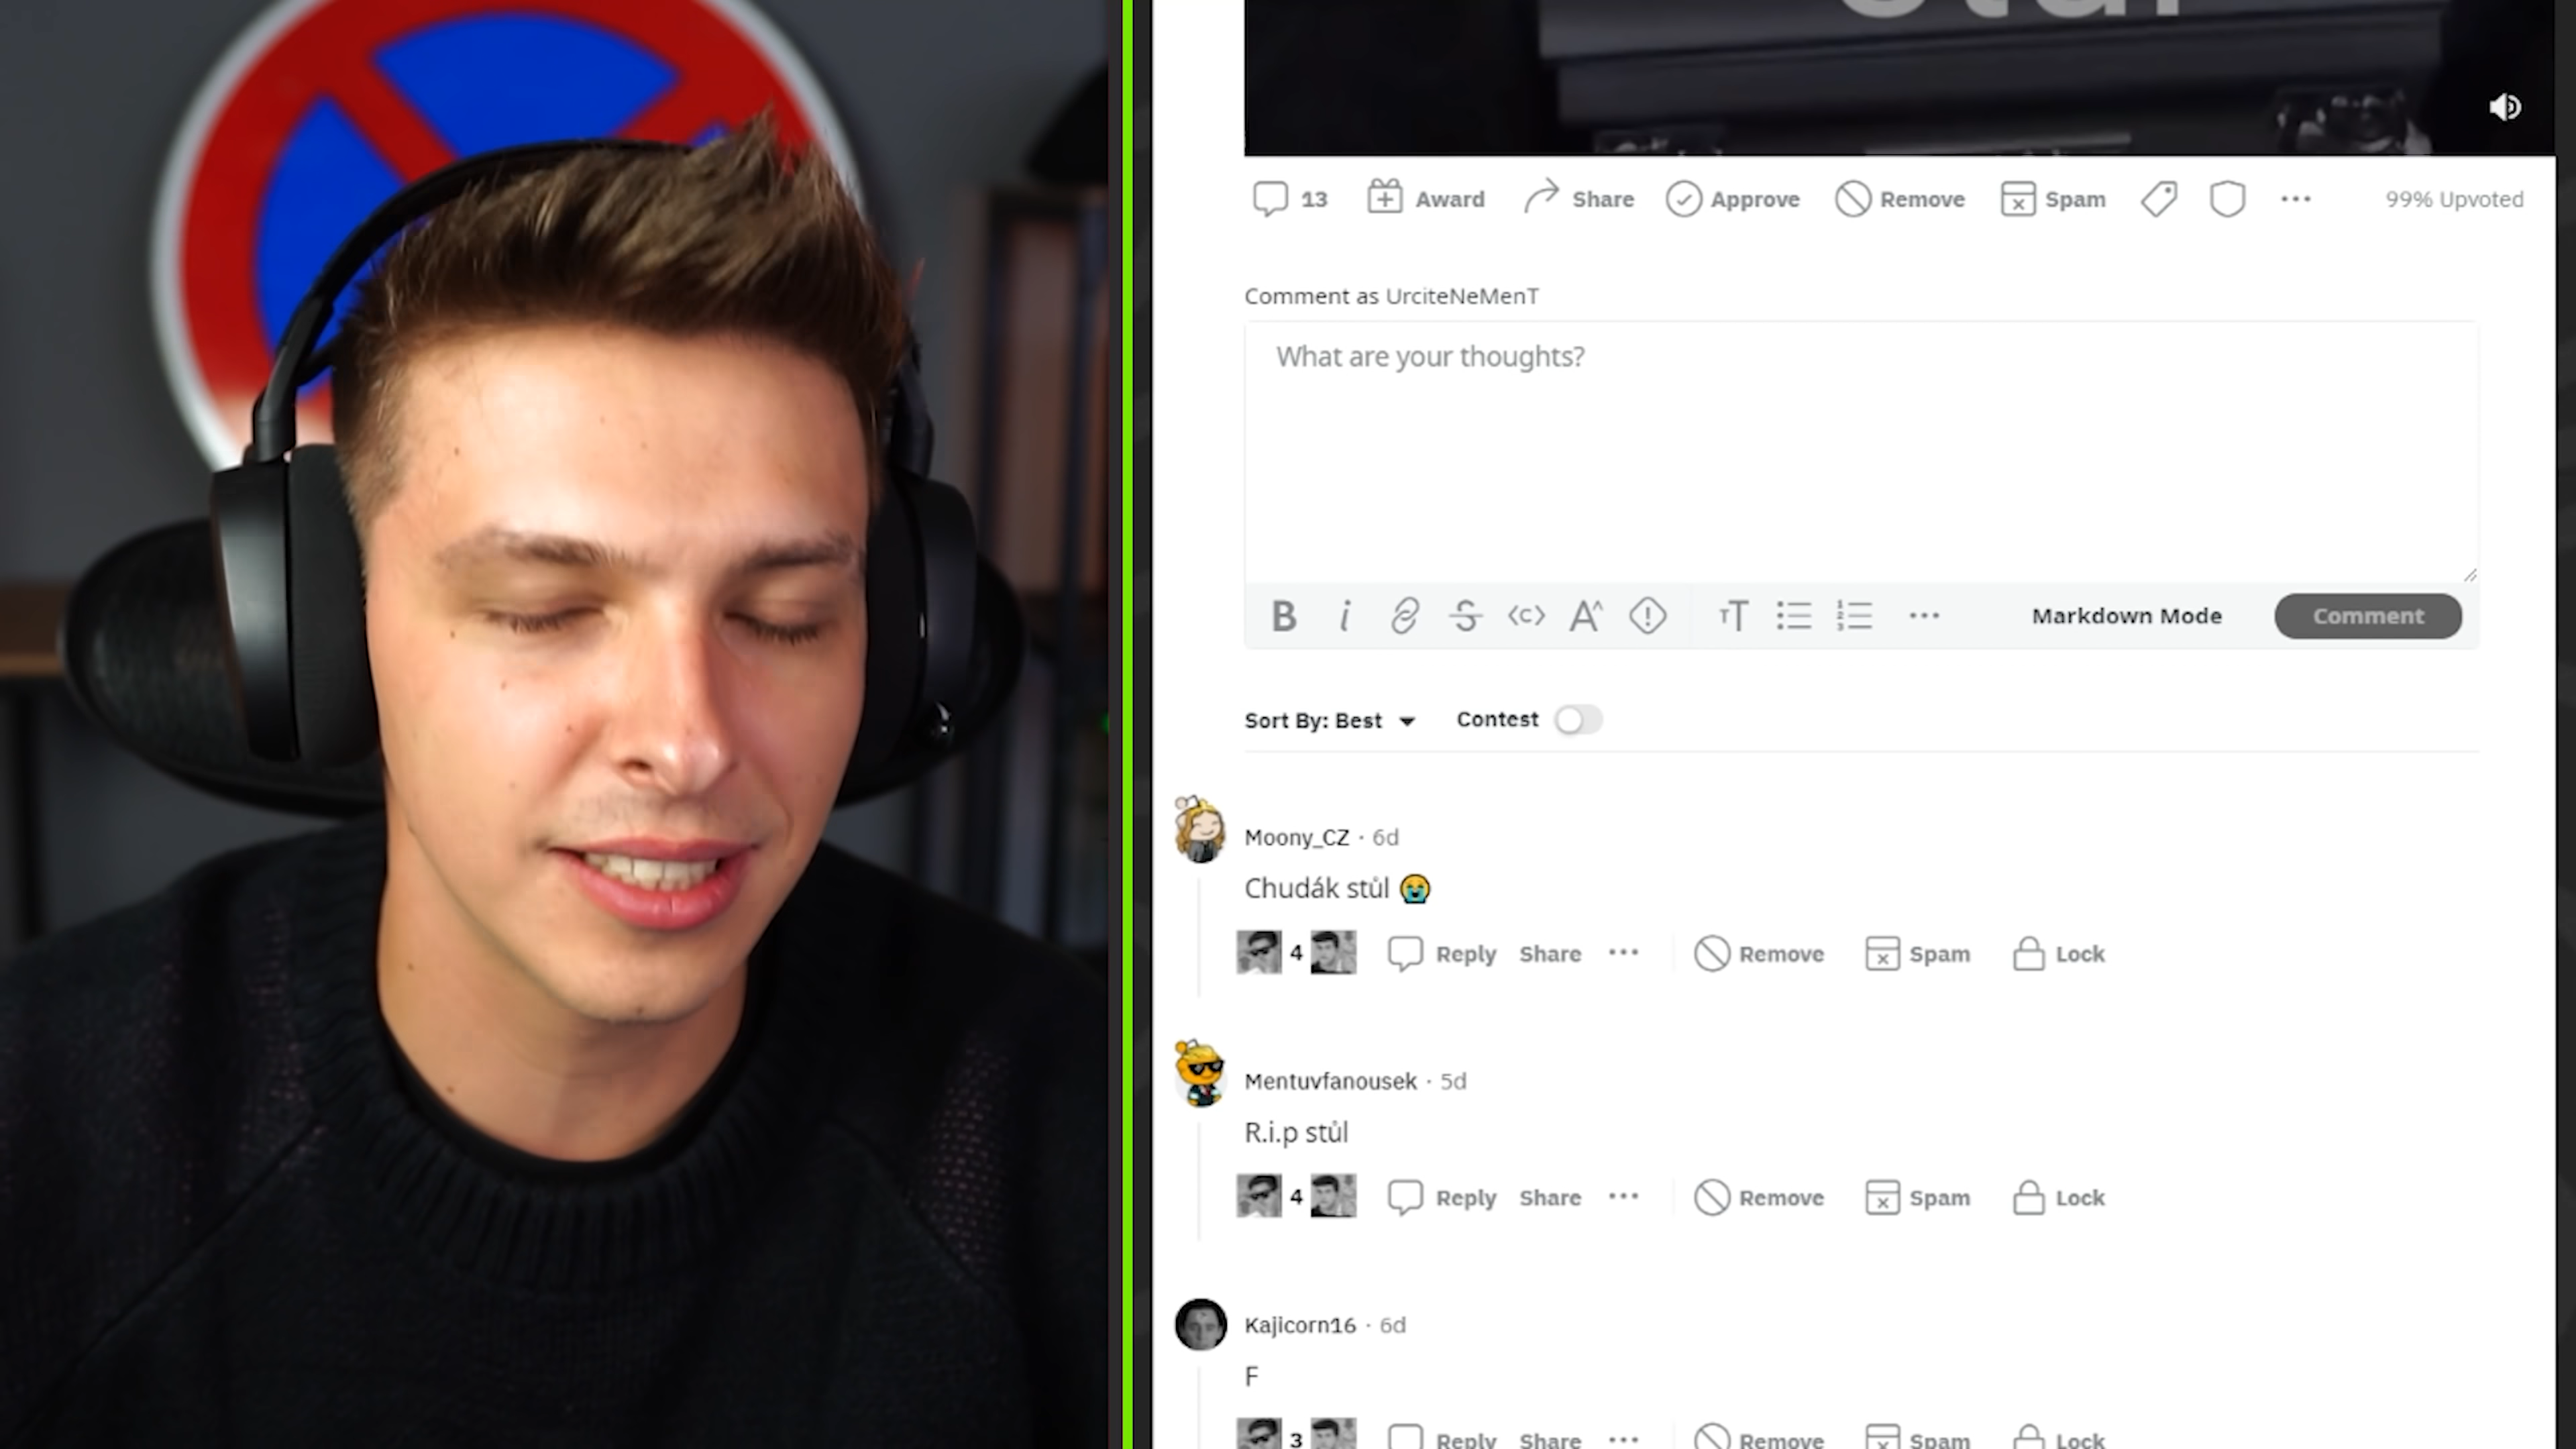 13 Award Share Approve Remove Spam 99% Upvoted
Comment as UrciteNeMenT
What are your thoughts?
Markdown Mode Comment
Sort By: Best Contest
Moony_CZ · 6d
Chudák stůl 😭
4 Reply Share Remove Spam Lock
Mentuvfanousek · 5d
R.i.p stůl
4 Reply Share Remove Spam Lock
Kajicorn16 · 6d
F
3 Reply Share Remove Spam Lock